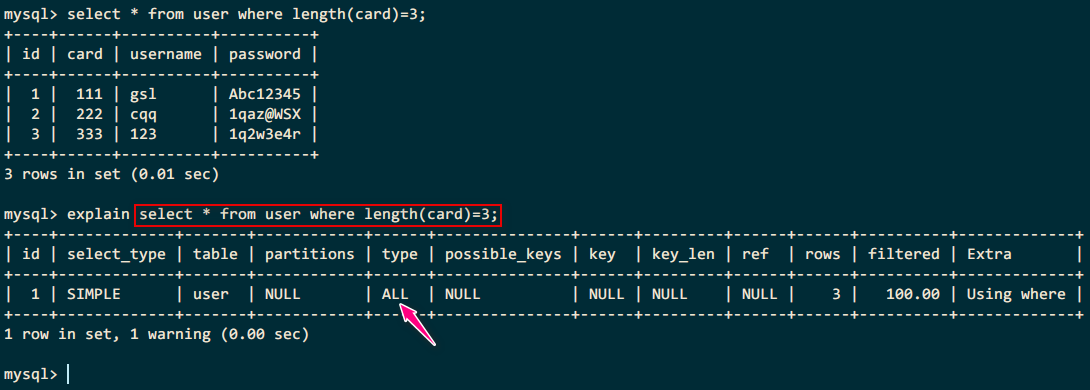 mysql> select * from user where length(card)=3;
+----+------+----------+----------+
| id | card | username | password |
+----+------+----------+----------+
|  1 |  111 | gsl      | Abc12345 |
|  2 |  222 | cqq      | 1qaz@WSX |
|  3 |  333 | 123      | 1q2w3e4r |
+----+------+----------+----------+
3 rows in set (0.01 sec)
mysql> explain select * from user where length(card)=3;
+----+-------------+-------+------------+------+---------------+------+---------+------+------+----------+-------------+
| id | select_type | table | partitions | type | possible_keys | key  | key_len | ref  | rows | filtered | Extra       |
+----+-------------+-------+------------+------+---------------+------+---------+------+------+----------+-------------+
|  1 | SIMPLE      | user  | NULL       | ALL  | NULL          | NULL | NULL    | NULL |    3 |   100.00 | Using where |
+----+-------------+-------+------------+------+---------------+------+---------+------+------+----------+-------------+
1 row in set, 1 warning (0.00 sec)
mysql>